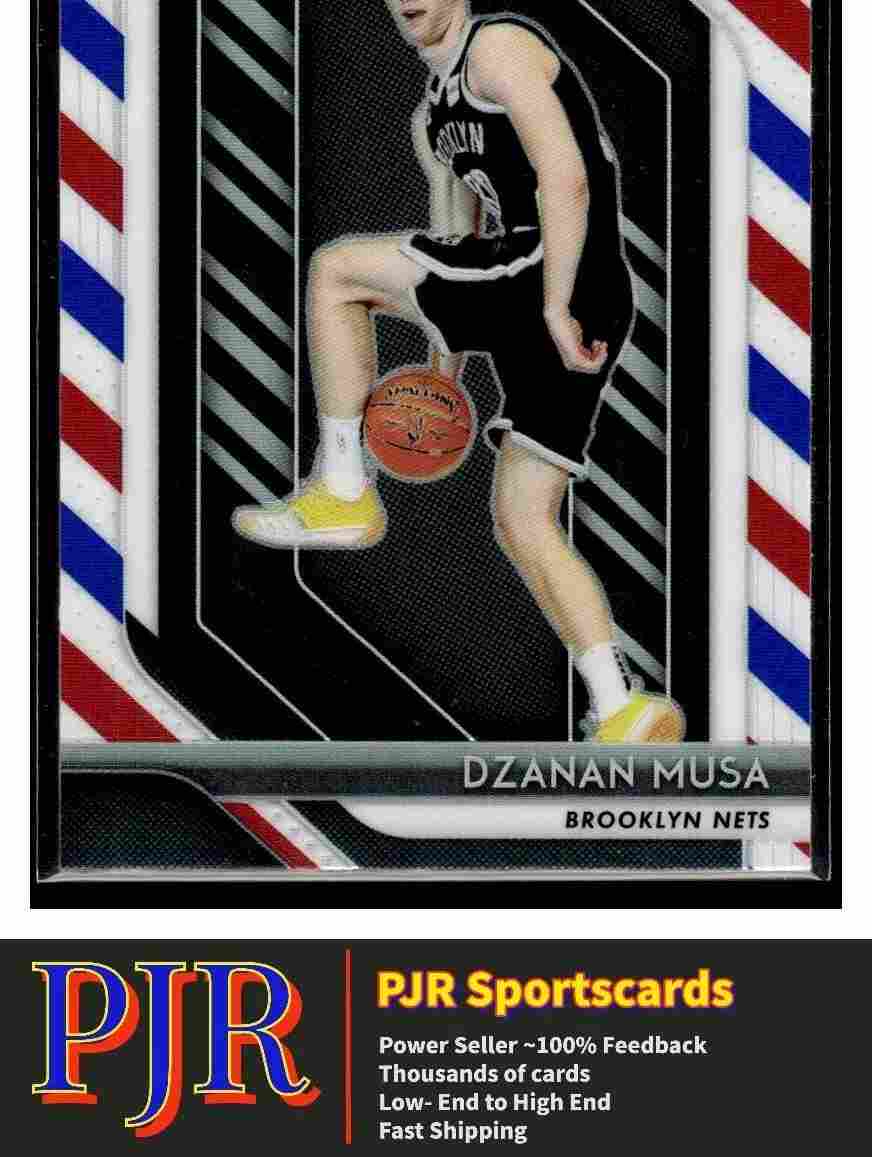 SPALDING
DZANAN MUSA
BROOKLYN NETS
PJR
PJR Sportscards
Power Seller ~100% Feedback
Thousands of cards
Low- End to High End
Fast Shipping